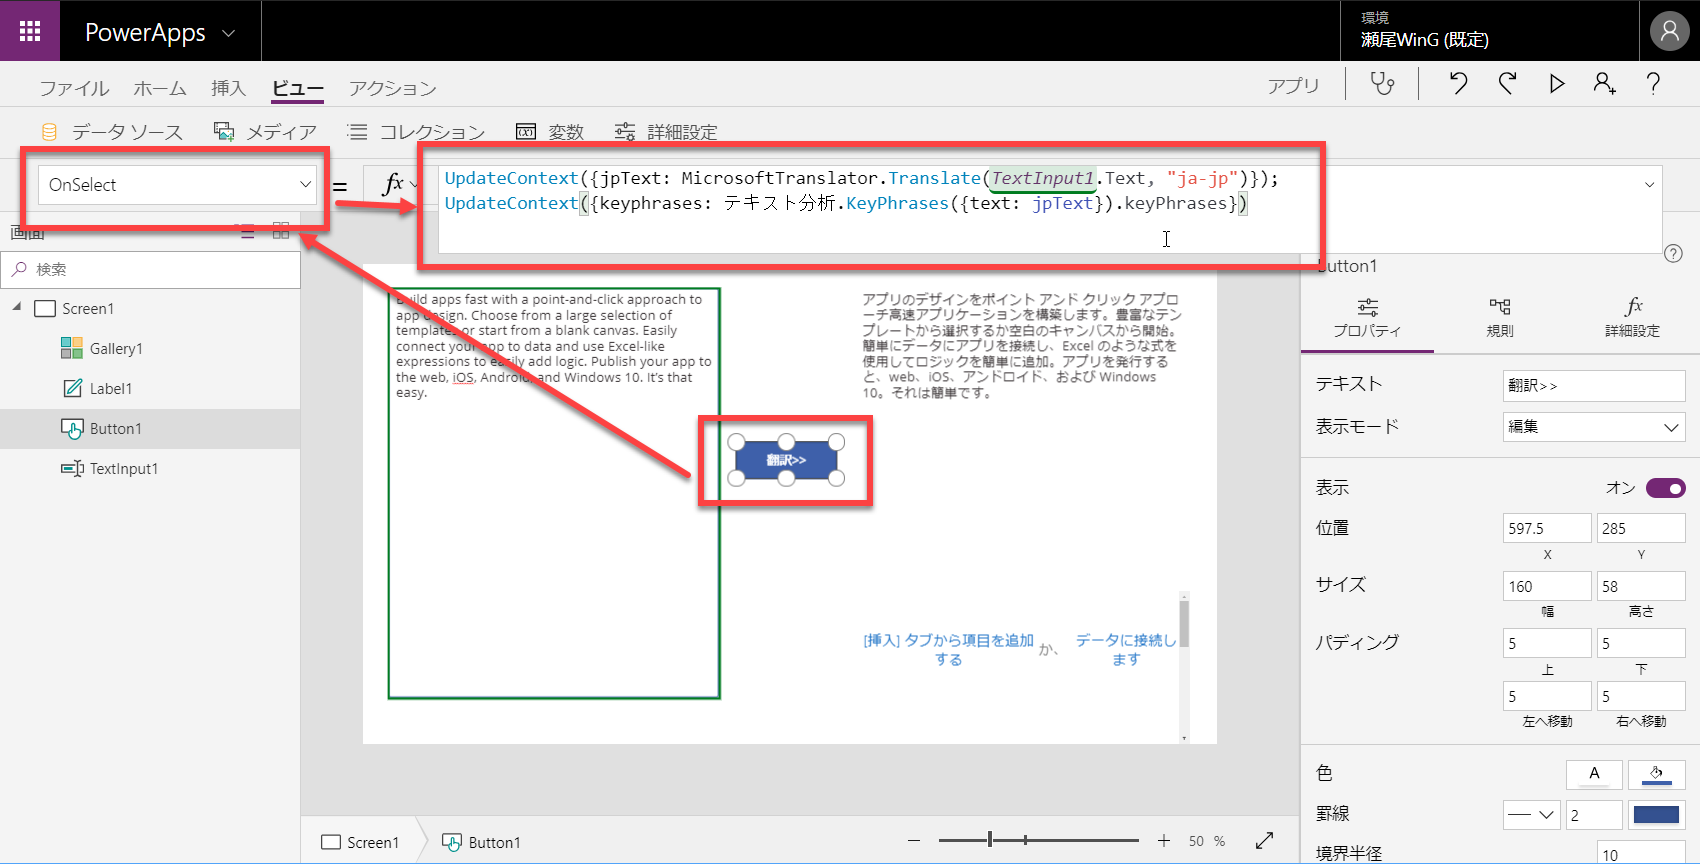 PowerApps
環境
瀬尾WinG (既定)
ファイル ホーム 挿入 ビュー アクション
アプリ
データ ソース メディア コレクション 変数 詳細設定
OnSelect
=
fx
UpdateContext({jpText: MicrosoftTranslator.Translate(TextInput1.Text, "ja-jp")});
UpdateContext({keyphrases: テキスト分析.KeyPhrases({text: jpText}).keyPhrases})
画面
検索
Screen1
Gallery1
Label1
Button1
TextInput1
Build apps fast with a point-and-click approach to
app design. Choose from a large selection of
templates or start from a blank canvas. Easily
connect your app to data and use Excel-like
expressions to easily add logic. Publish your app to
the web, iOS, Android, and Windows 10. It's that
easy.
翻訳>>
アプリのデザインをポイント アンド クリック アプロ
ーチ高速アプリケーションを構築します。豊富なテン
プレートから選択するか空白のキャンバスから開始。
簡単にデータにアプリを接続し、Excel のような式を
使用してロジックを簡単に追加。アプリを発行する
と、web、iOS、アンドロイド、および Windows
10。それは簡単です。
[挿入] タブから項目を追加
する
か、
データに接続し
ます
Button1
プロパティ 規則 詳細設定
テキスト 翻訳>>
表示モード 編集
表示 オン
位置 597.5 285
X Y
サイズ 160 58
幅 高さ
パディング 5 5
上 下
5 5
左へ移動 右へ移動
色 A
罫線 2
境界半径 10
Screen1 Button1
50 %